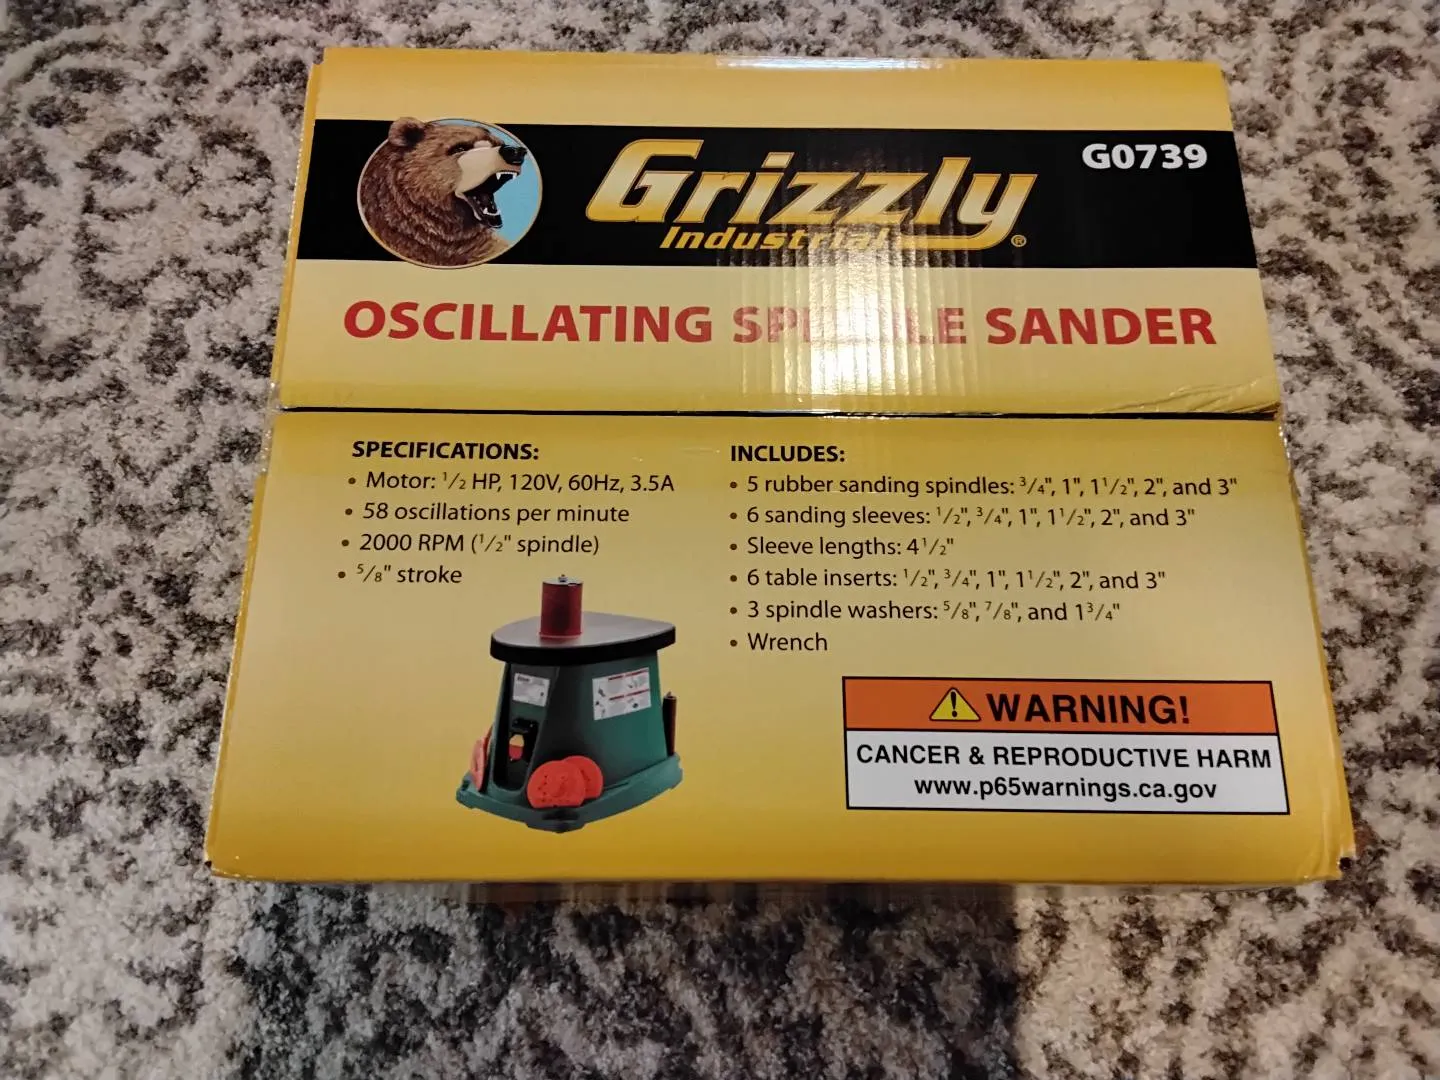 Grizzly
Industrial ®
G0739
OSCILLATING SPINDLE SANDER
SPECIFICATIONS:
• Motor: 1/2 HP, 120V, 60Hz, 3.5A
• 58 oscillations per minute
• 2000 RPM (1/2" spindle)
• 5/8" stroke
INCLUDES:
• 5 rubber sanding spindles: 3/4", 1", 1 1/2", 2", and 3"
• 6 sanding sleeves: 1/2", 3/4", 1", 1 1/2", 2", and 3"
• Sleeve lengths: 4 1/2"
• 6 table inserts: 1/2", 3/4", 1", 1 1/2", 2", and 3"
• 3 spindle washers: 5/8", 7/8", and 1 3/4"
• Wrench
WARNING!
CANCER & REPRODUCTIVE HARM
www.p65warnings.ca.gov